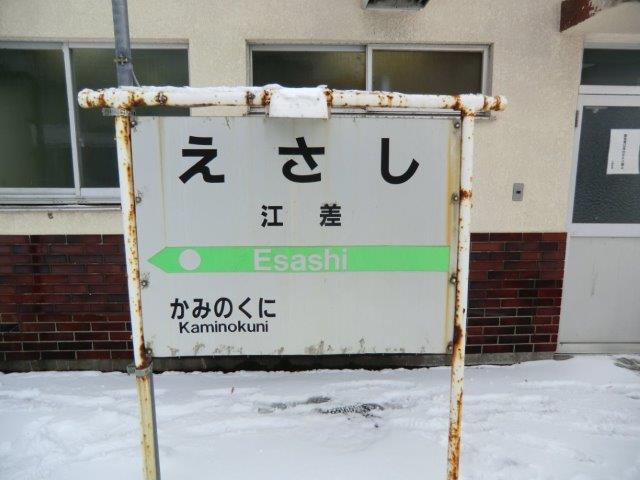 えさし
江差
Esashi
かみのくに
Kaminokuni